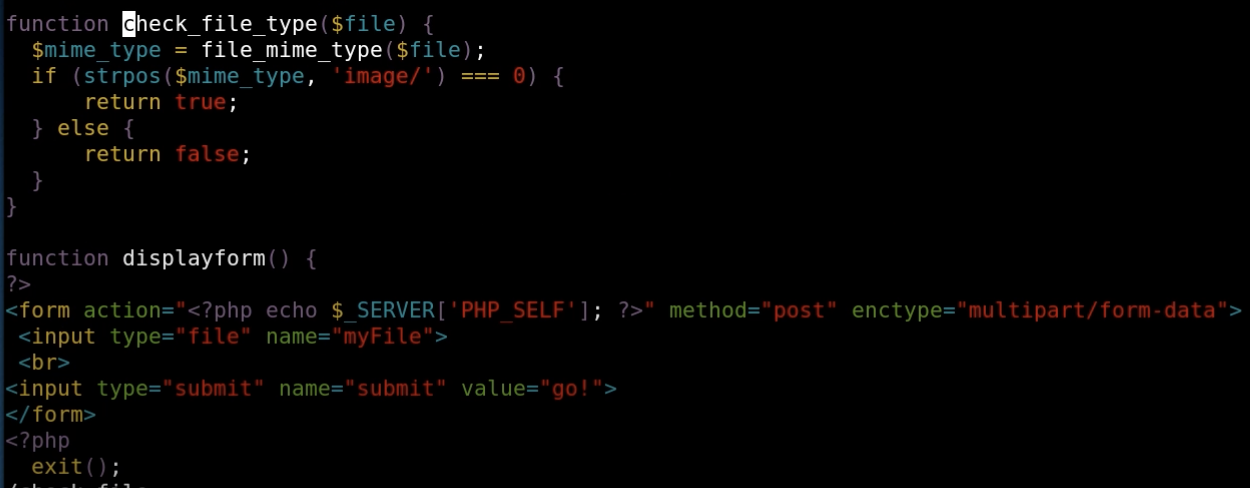 function check_file_type($file) {
  $mime_type = file_mime_type($file);
  if (strpos($mime_type, 'image/') === 0) {
      return true;
  } else {
      return false;
  }
}

function displayform() {
?>
<form action="<?php echo $_SERVER['PHP_SELF']; ?>" method="post" enctype="multipart/form-data">
 <input type="file" name="myFile">
 <br>
<input type="submit" name="submit" value="go!">
</form>
<?php
  exit();
/check_file